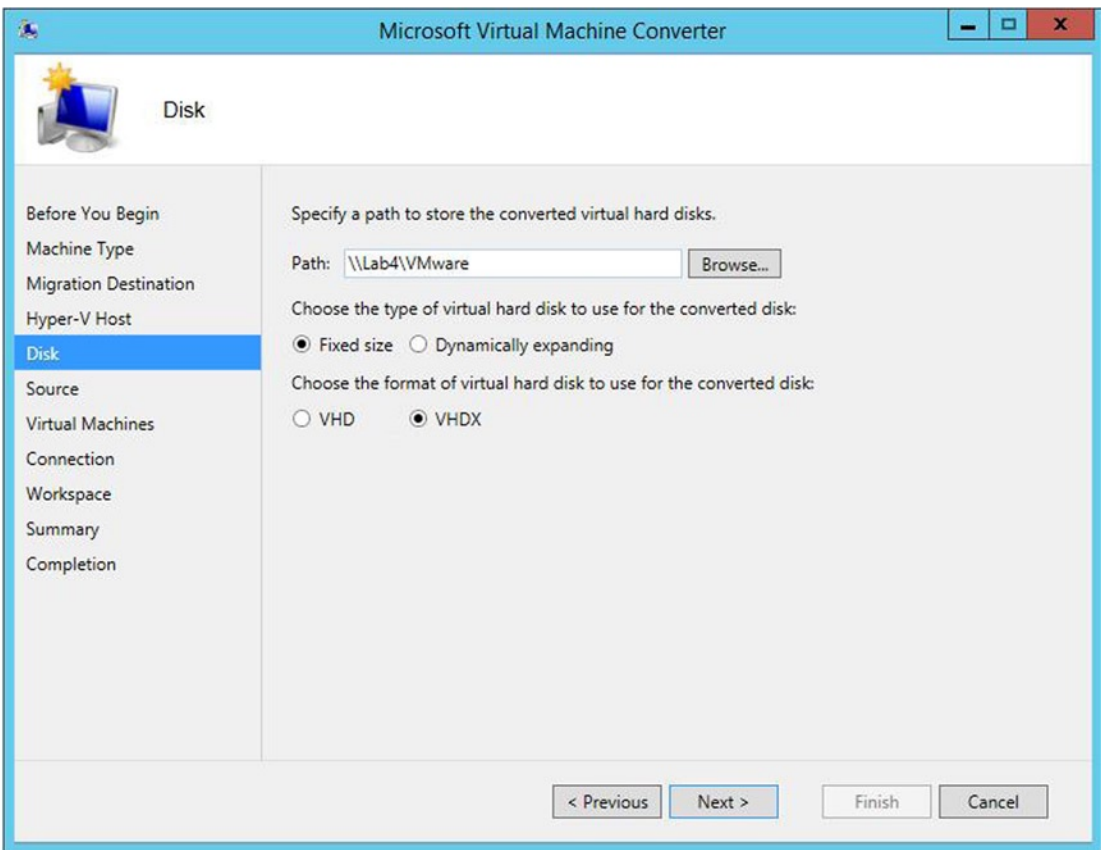 Microsoft Virtual Machine Converter
Disk
Before You Begin
Machine Type
Migration Destination
Hyper-V Host
Disk
Source
Virtual Machines
Connection
Workspace
Summary
Completion
Specify a path to store the converted virtual hard disks.
Path: \\Lab4\VMware Browse...
Choose the type of virtual hard disk to use for the converted disk:
Fixed size Dynamically expanding
Choose the format of virtual hard disk to use for the converted disk:
VHD VHDX
< Previous Next > Finish Cancel